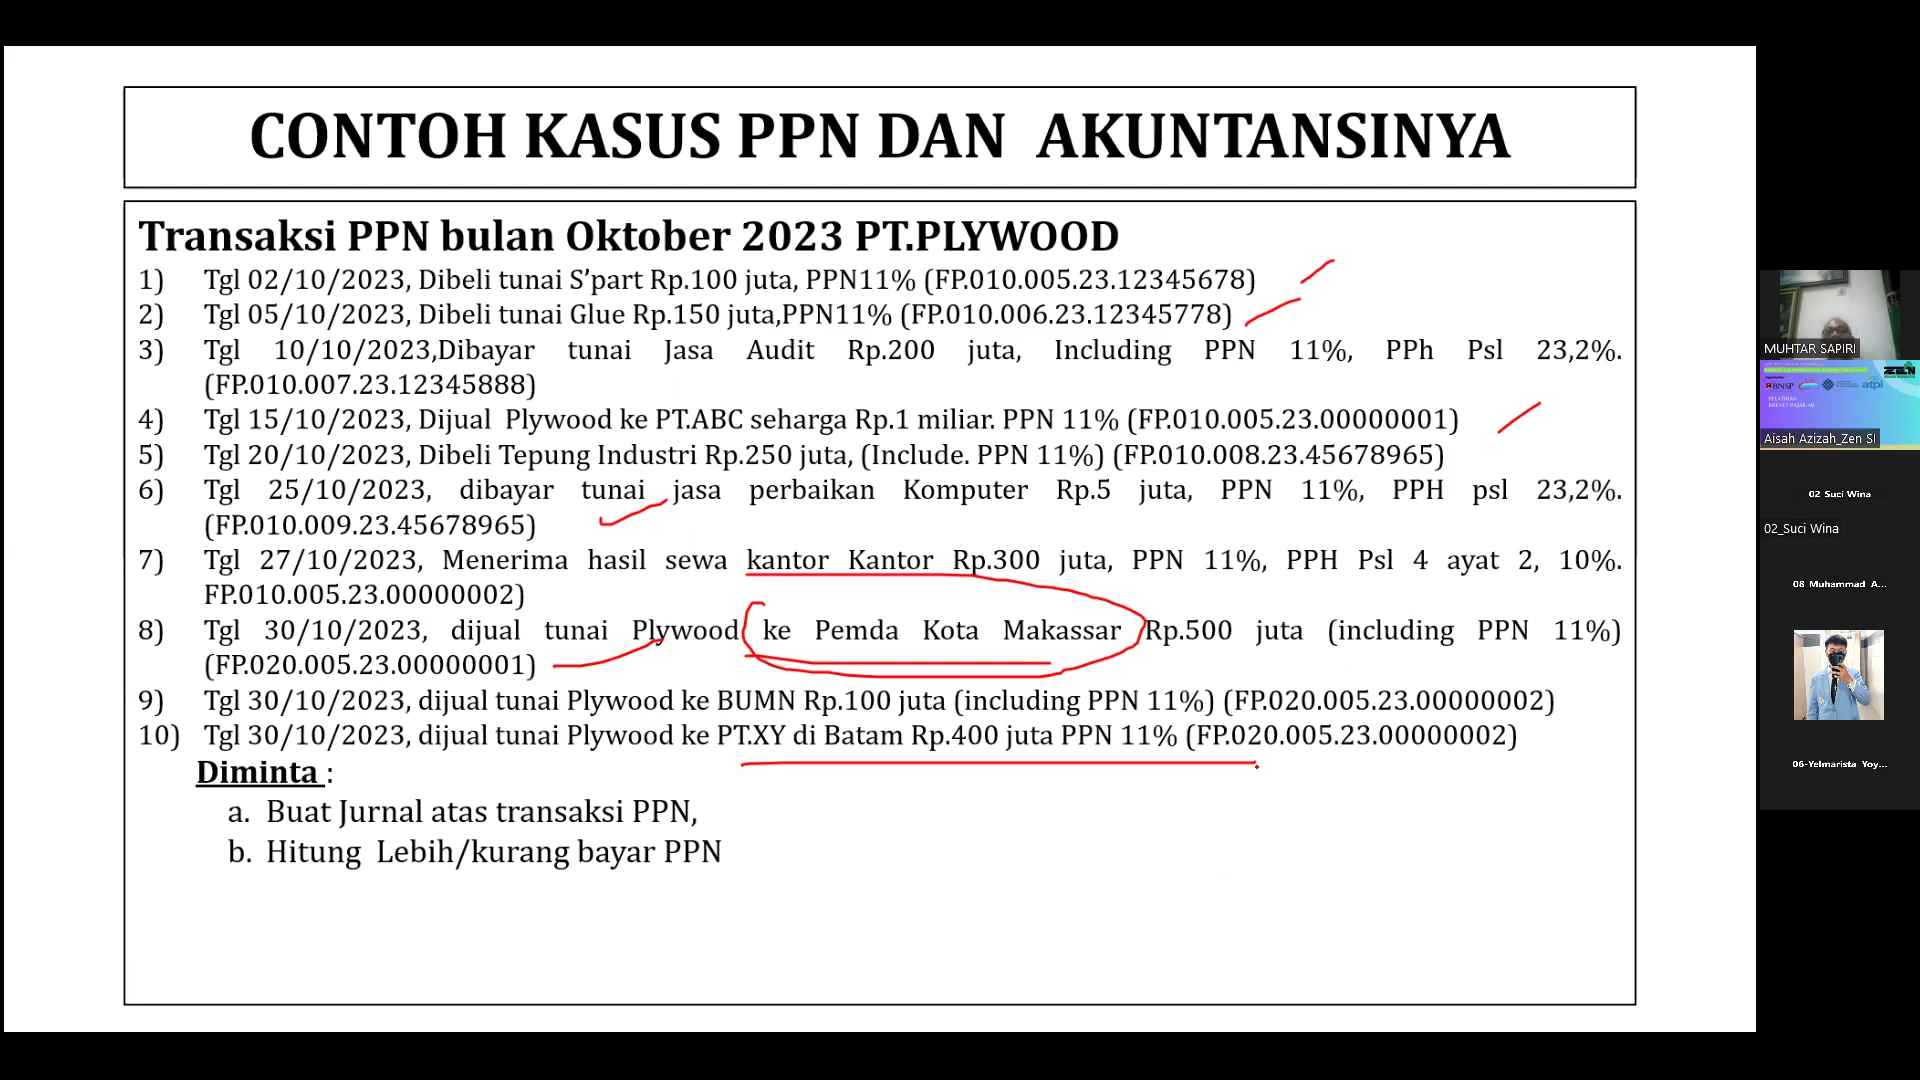 CONTOH KASUS PPN DAN AKUNTANSINYA
Transaksi PPN bulan Oktober 2023 PT.PLYWOOD
1) Tgl 02/10/2023, Dibeli tunai S’part Rp.100 juta, PPN11% (FP.010.005.23.12345678)
2) Tgl 05/10/2023, Dibeli tunai Glue Rp.150 juta,PPN11% (FP.010.006.23.12345778)
3) Tgl 10/10/2023,Dibayar tunai Jasa Audit Rp.200 juta, Including PPN 11%, PPh Psl 23,2%.
(FP.010.007.23.12345888)
4) Tgl 15/10/2023, Dijual Plywood ke PT.ABC seharga Rp.1 miliar. PPN 11% (FP.010.005.23.00000001)
5) Tgl 20/10/2023, Dibeli Tepung Industri Rp.250 juta, (Include. PPN 11%) (FP.010.008.23.45678965)
6) Tgl 25/10/2023, dibayar tunai jasa perbaikan Komputer Rp.5 juta, PPN 11%, PPH psl 23,2%.
(FP.010.009.23.45678965)
7) Tgl 27/10/2023, Menerima hasil sewa kantor Kantor Rp.300 juta, PPN 11%, PPH Psl 4 ayat 2, 10%.
FP.010.005.23.00000002)
8) Tgl 30/10/2023, dijual tunai Plywood ke Pemda Kota Makassar Rp.500 juta (including PPN 11%)
(FP.020.005.23.00000001)
9) Tgl 30/10/2023, dijual tunai Plywood ke BUMN Rp.100 juta (including PPN 11%) (FP.020.005.23.00000002)
10) Tgl 30/10/2023, dijual tunai Plywood ke PT.XY di Batam Rp.400 juta PPN 11% (FP.020.005.23.00000002)
Diminta :
a. Buat Jurnal atas transaksi PPN,
b. Hitung Lebih/kurang bayar PPN
MUHTAR SAPIRI
ZEN
BNSP
atpi
PELATIHAN
BREVET PAJAK AB
Aisah Azizah_Zen SI
02 Suci Wina
02_Suci Wina
08 Muhammad A...
06-Yelmarista Yoy...